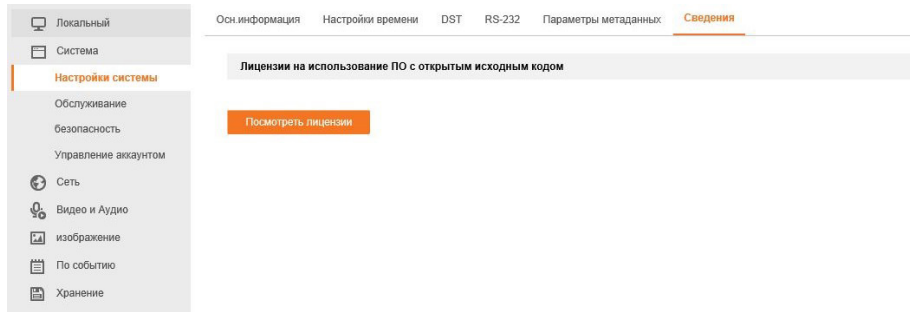 Локальный
Система
Настройки системы
Обслуживание
безопасность
Управление аккаунтом
Сеть
Видео и Аудио
изображение
По событию
Хранение
Осн.информация Настройки времени DST RS-232 Параметры метаданных Сведения
Лицензии на использование ПО с открытым исходным кодом
Посмотреть лицензии